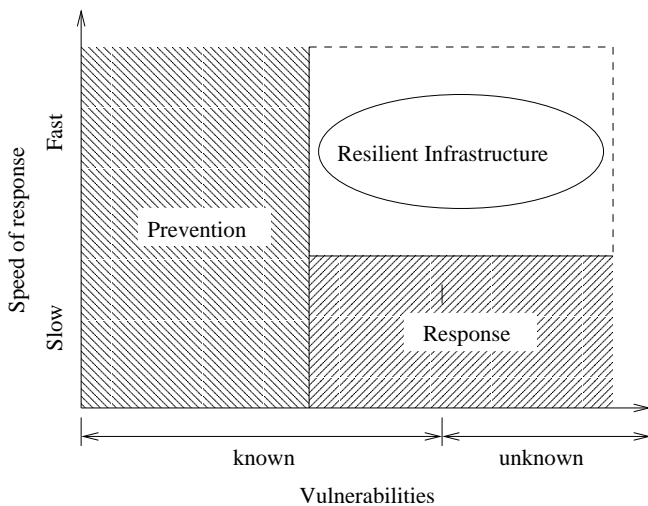 Fast
Resilient Infrastructure
Prevention
Speed of response
Slow
Response
known
unknown
Vulnerabilities